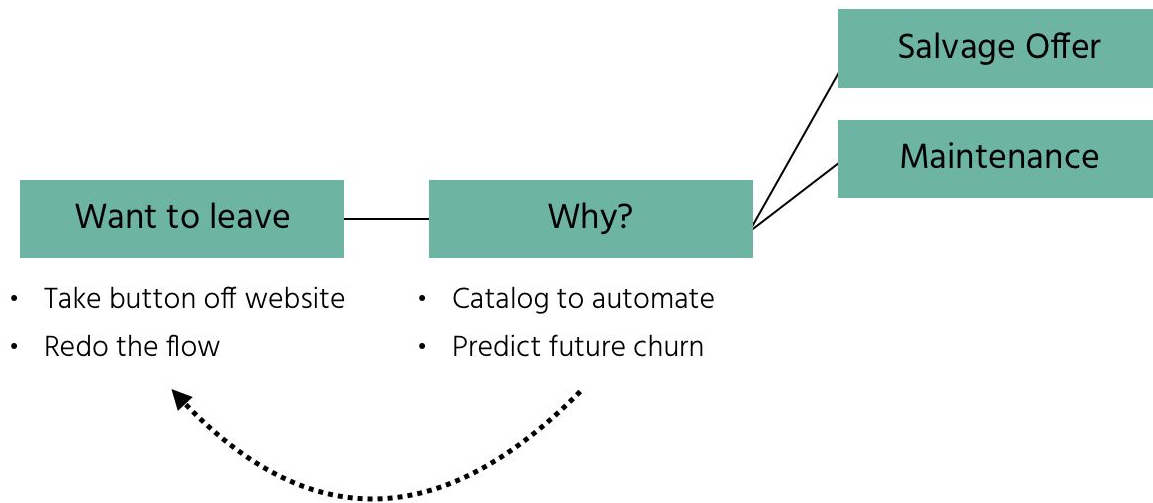 Salvage Offer
Maintenance
Want to leave
Why?
• Take button off website
• Redo the flow
• Catalog to automate
• Predict future churn